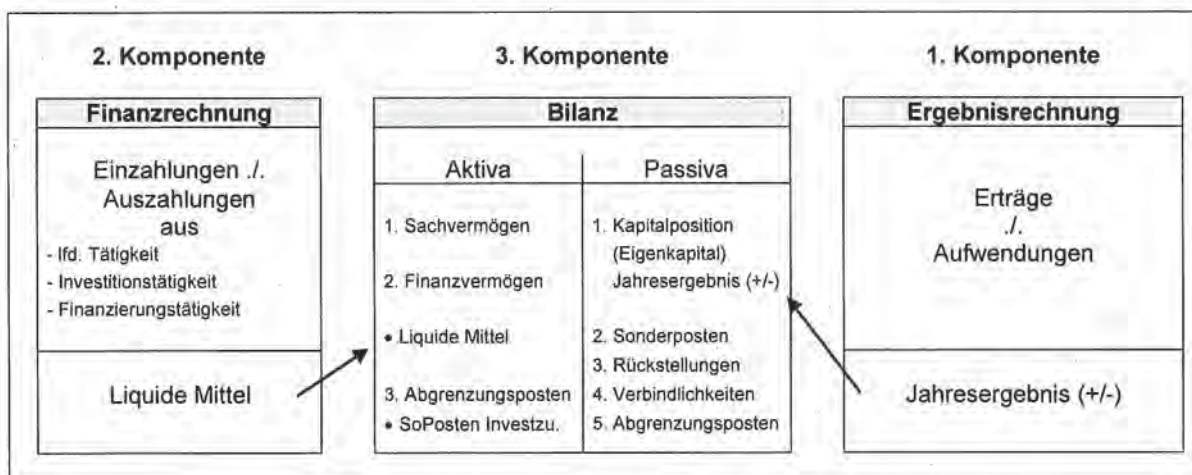 2. Komponente
Finanzrechnung
Einzahlungen ./.
Auszahlungen
aus
- lfd. Tätigkeit
- Investitionstätigkeit
- Finanzierungstätigkeit
Liquide Mittel
3. Komponente
Bilanz
Aktiva
1. Sachvermögen
2. Finanzvermögen
• Liquide Mittel
3. Abgrenzungsposten
• SoPosten Investzu.
Passiva
1. Kapitalposition
(Eigenkapital)
Jahresergebnis (+/-)
2. Sonderposten
3. Rückstellungen
4. Verbindlichkeiten
5. Abgrenzungsposten
1. Komponente
Ergebnisrechnung
Erträge
./.
Aufwendungen
Jahresergebnis (+/-)